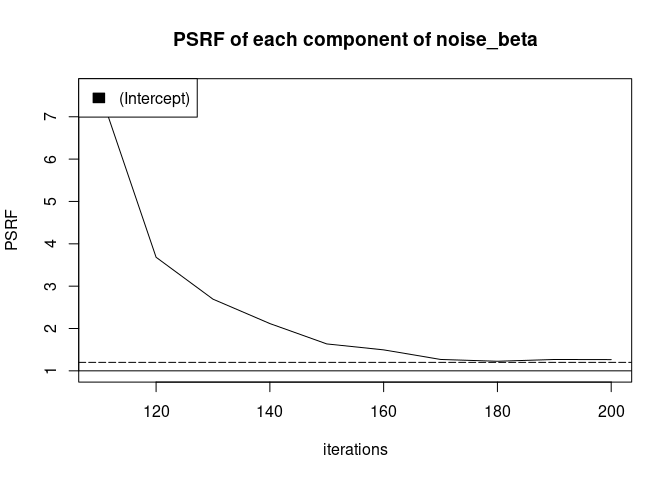 PSRF of each component of noise_beta
(Intercept)
PSRF
7
6
5
4
3
2
1
120 140 160 180 200
iterations